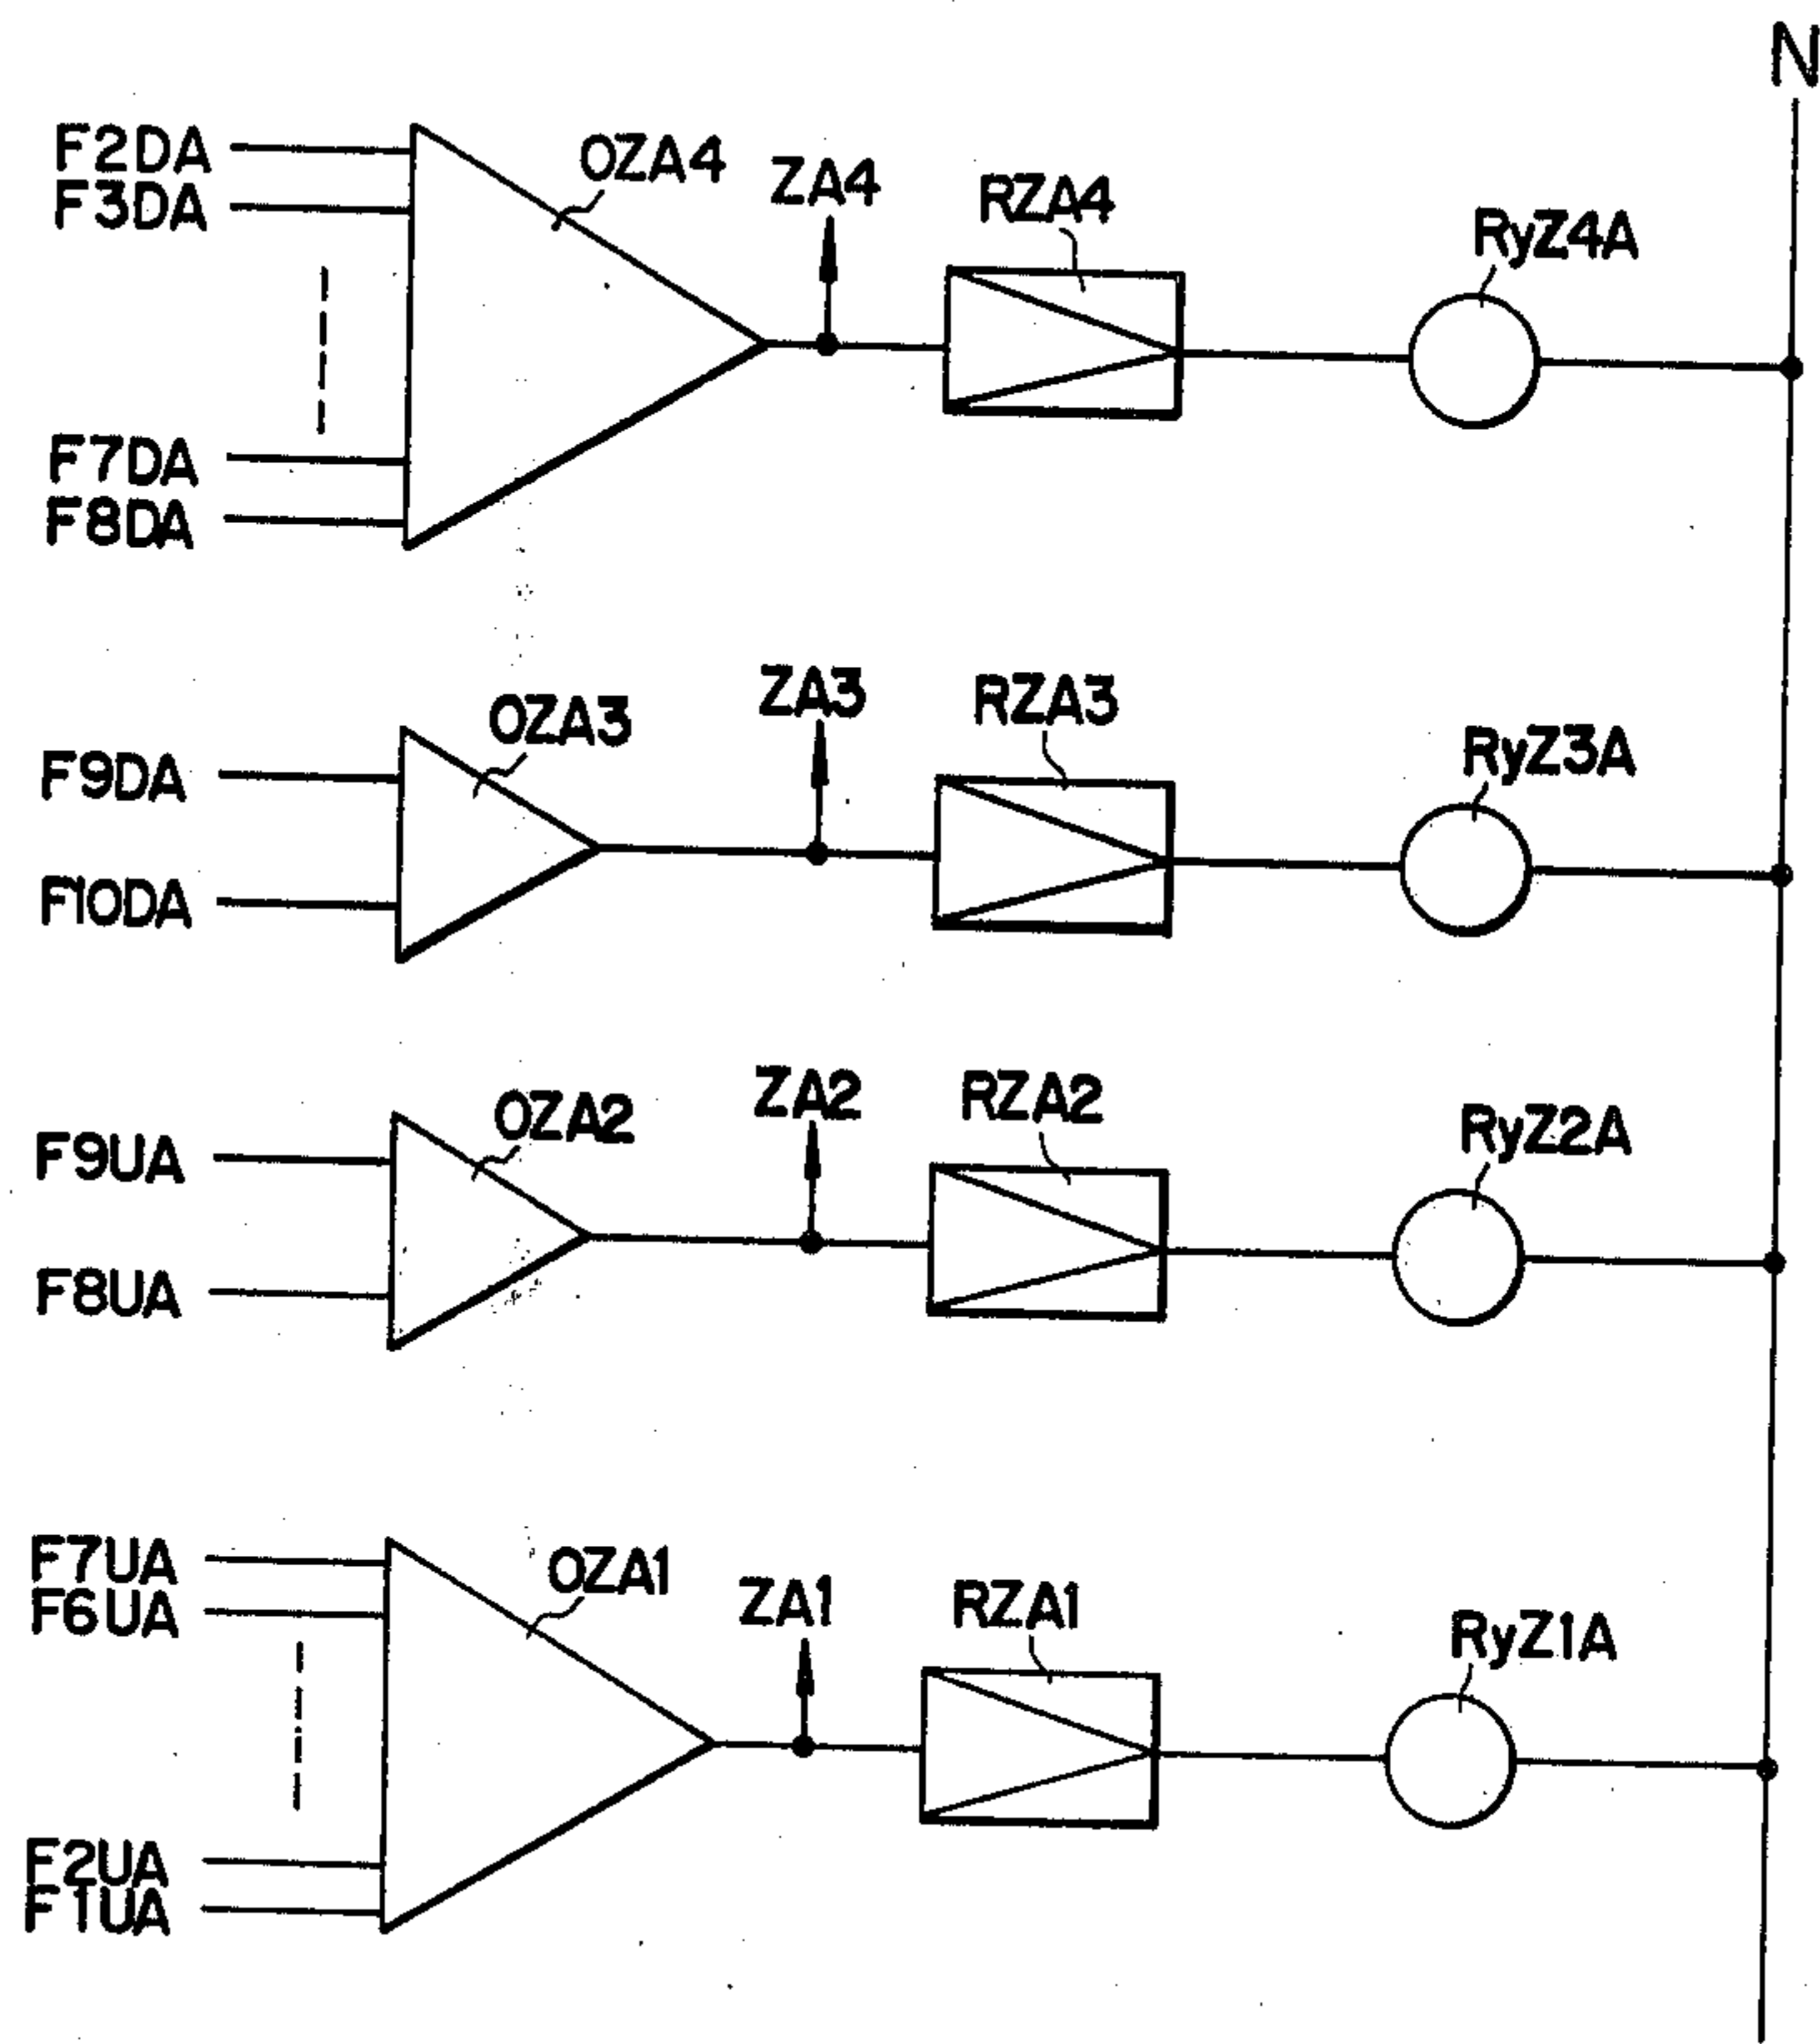 N
F2DA
F3DA
F7DA
F8DA
OZA4
ZA4
RZA4
RyZ4A
F9DA
F10DA
OZA3
ZA3
RZA3
RyZ3A
F9UA
F8UA
OZA2
ZA2
RZA2
RyZ2A
F7UA
F6UA
F2UA
F1UA
OZA1
ZA1
RZA1
RyZ1A